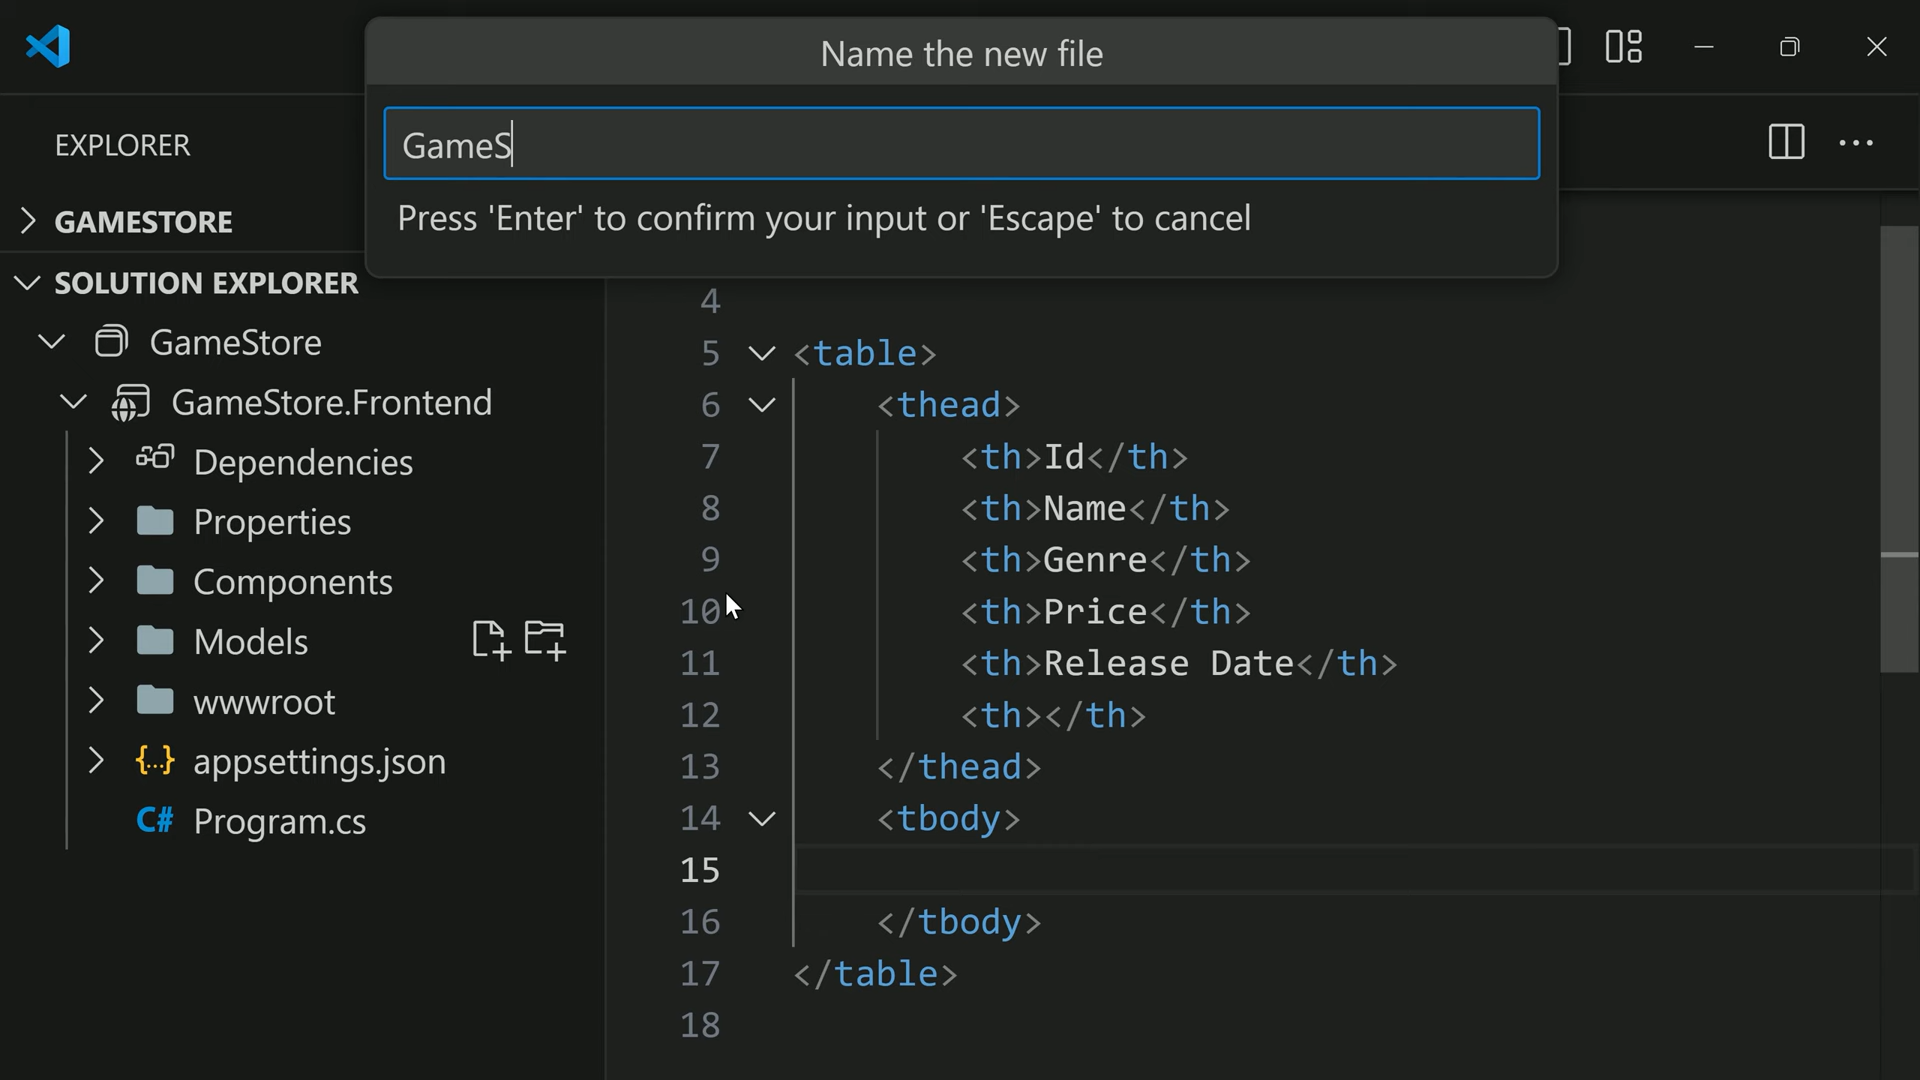 Name the new file
GameS
Press 'Enter' to confirm your input or 'Escape' to cancel
EXPLORER
GAMESTORE
SOLUTION EXPLORER
GameStore
GameStore.Frontend
Dependencies
Properties
Components
Models
wwwroot
{..} appsettings.json
C# Program.cs
4
5 <table>
6 <thead>
7 <th>Id</th>
8 <th>Name</th>
9 <th>Genre</th>
10 <th>Price</th>
11 <th>Release Date</th>
12 <th></th>
13 </thead>
14 <tbody>
15
16 </tbody>
17 </table>
18